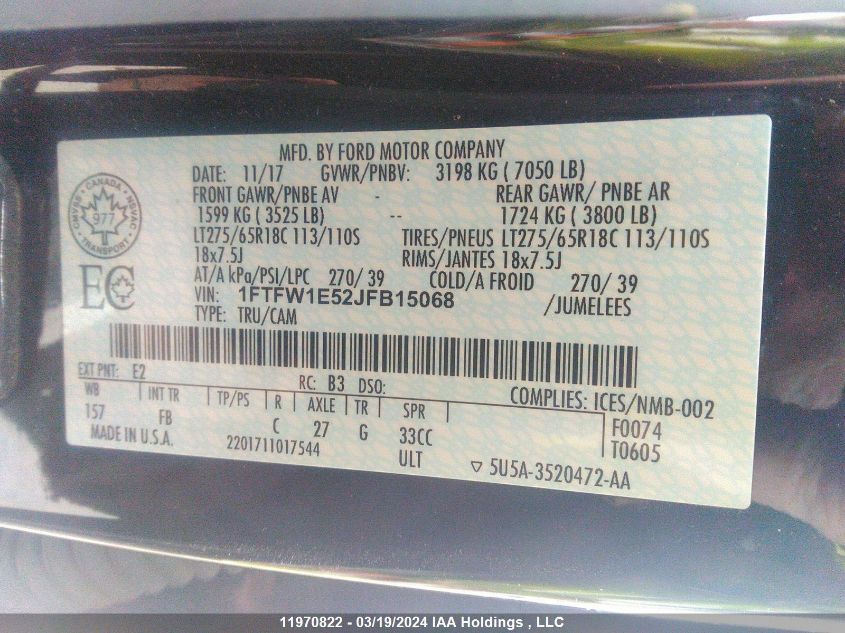 MFD. BY FORD MOTOR COMPANY
DATE: 11/17 GVWR/PNBV: 3198 KG ( 7050 LB)
FRONT GAWR/PNBE AV - REAR GAWR/ PNBE AR
1599 KG ( 3525 LB) -- 1724 KG ( 3800 LB)
LT275/65R18C 113/110S TIRES/PNEUS LT275/65R18C 113/110S
18x7.5J RIMS/JANTES 18x7.5J
AT/A kPa/PSI/LPC 270/ 39 COLD/A FROID 270/ 39
VIN: 1FTFW1E52JFB15068 /JUMELEES
TYPE: TRU/CAM
CANADA
NSVAC
TRANSPORT
CMVSS
977
EC
EXT PNT: E2 RC: B3 DSO: COMPLIES: ICES/NMB-002
WB INT TR TP/PS R AXLE TR SPR F0074
157 FB C 27 G 33CC T0605
MADE IN U.S.A. 2201711017544 ULT 5U5A-3520472-AA
11970822 - 03/19/2024 IAA Holdings , LLC